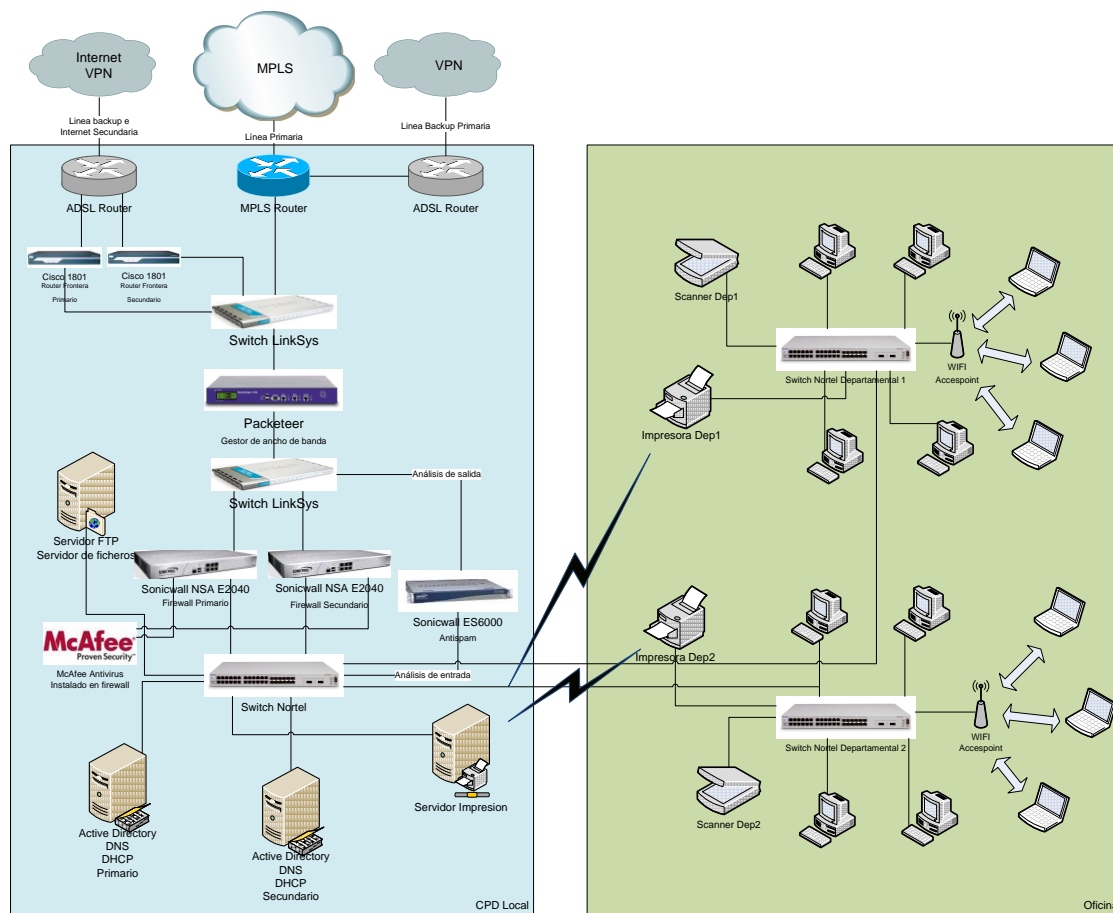 Internet
VPN
MPLS
VPN
Linea backup e
Internet Secundaria
Línea Primaria
Linea Backup Primaria
ADSL Router
MPLS Router
ADSL Router
Cisco 1801
Router Frontera
Primario
Cisco 1801
Router Frontera
Secundario
Switch LinkSys
Packeteer
Gestor de ancho de banda
Switch LinkSys
Análisis de salida
Servidor FTP
Servidor de ficheros
Sonicwall NSA E2040
Firewall Primario
Sonicwall NSA E2040
Firewall Secundario
Sonicwall ES6000
Antispam
McAfee
Proven Security
McAfee Antivirus
Instalado en firewall
Análisis de entrada
Switch Nortel
Servidor Impresion
Active Directory
DNS
DHCP
Primario
Active Directory
DNS
DHCP
Secundario
CPD Local
Scanner Dep1
Switch Nortel Departamental 1
WIFI
Accespoint
Impresora Dep1
Impresora Dep2
Switch Nortel Departamental 2
WIFI
Accespoint
Scanner Dep2
Oficina